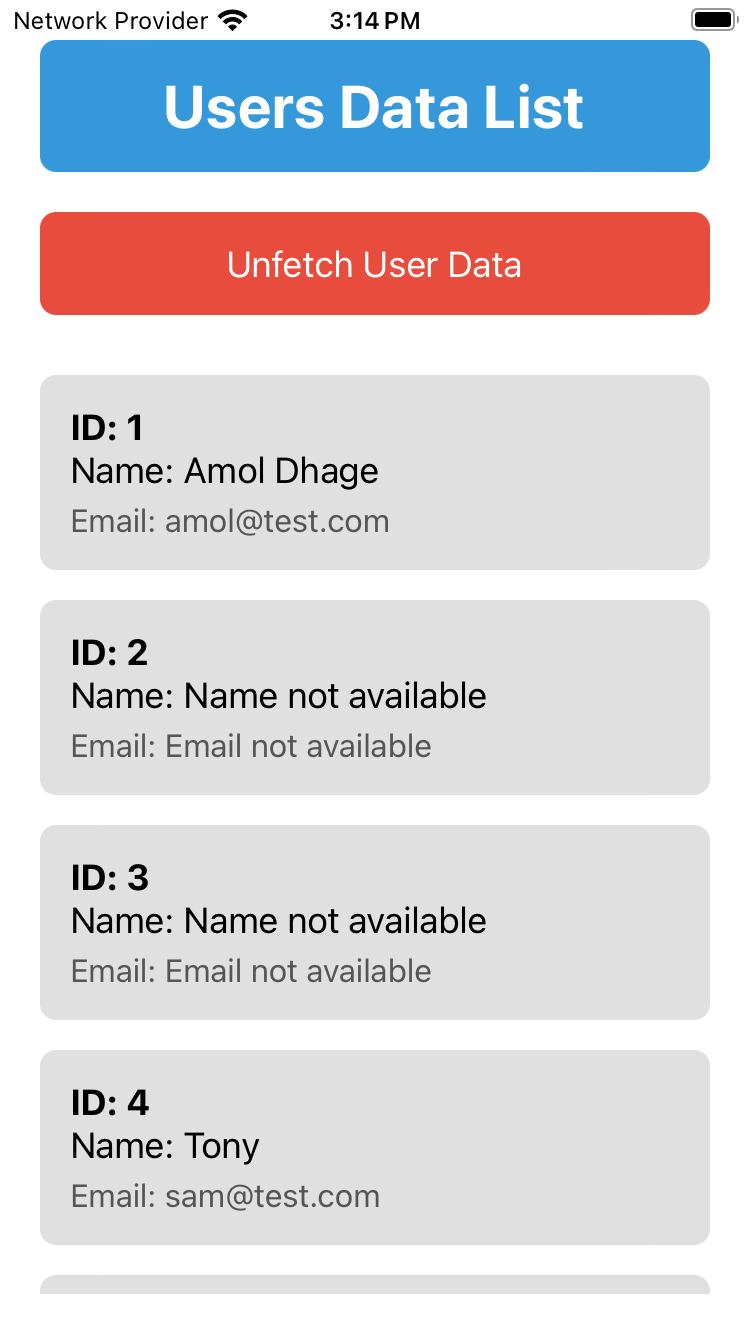 Network Provider 3:14 PM
Users Data List
Unfetch User Data
ID: 1
Name: Amol Dhage
Email: amol@test.com
ID: 2
Name: Name not available
Email: Email not available
ID: 3
Name: Name not available
Email: Email not available
ID: 4
Name: Tony
Email: sam@test.com